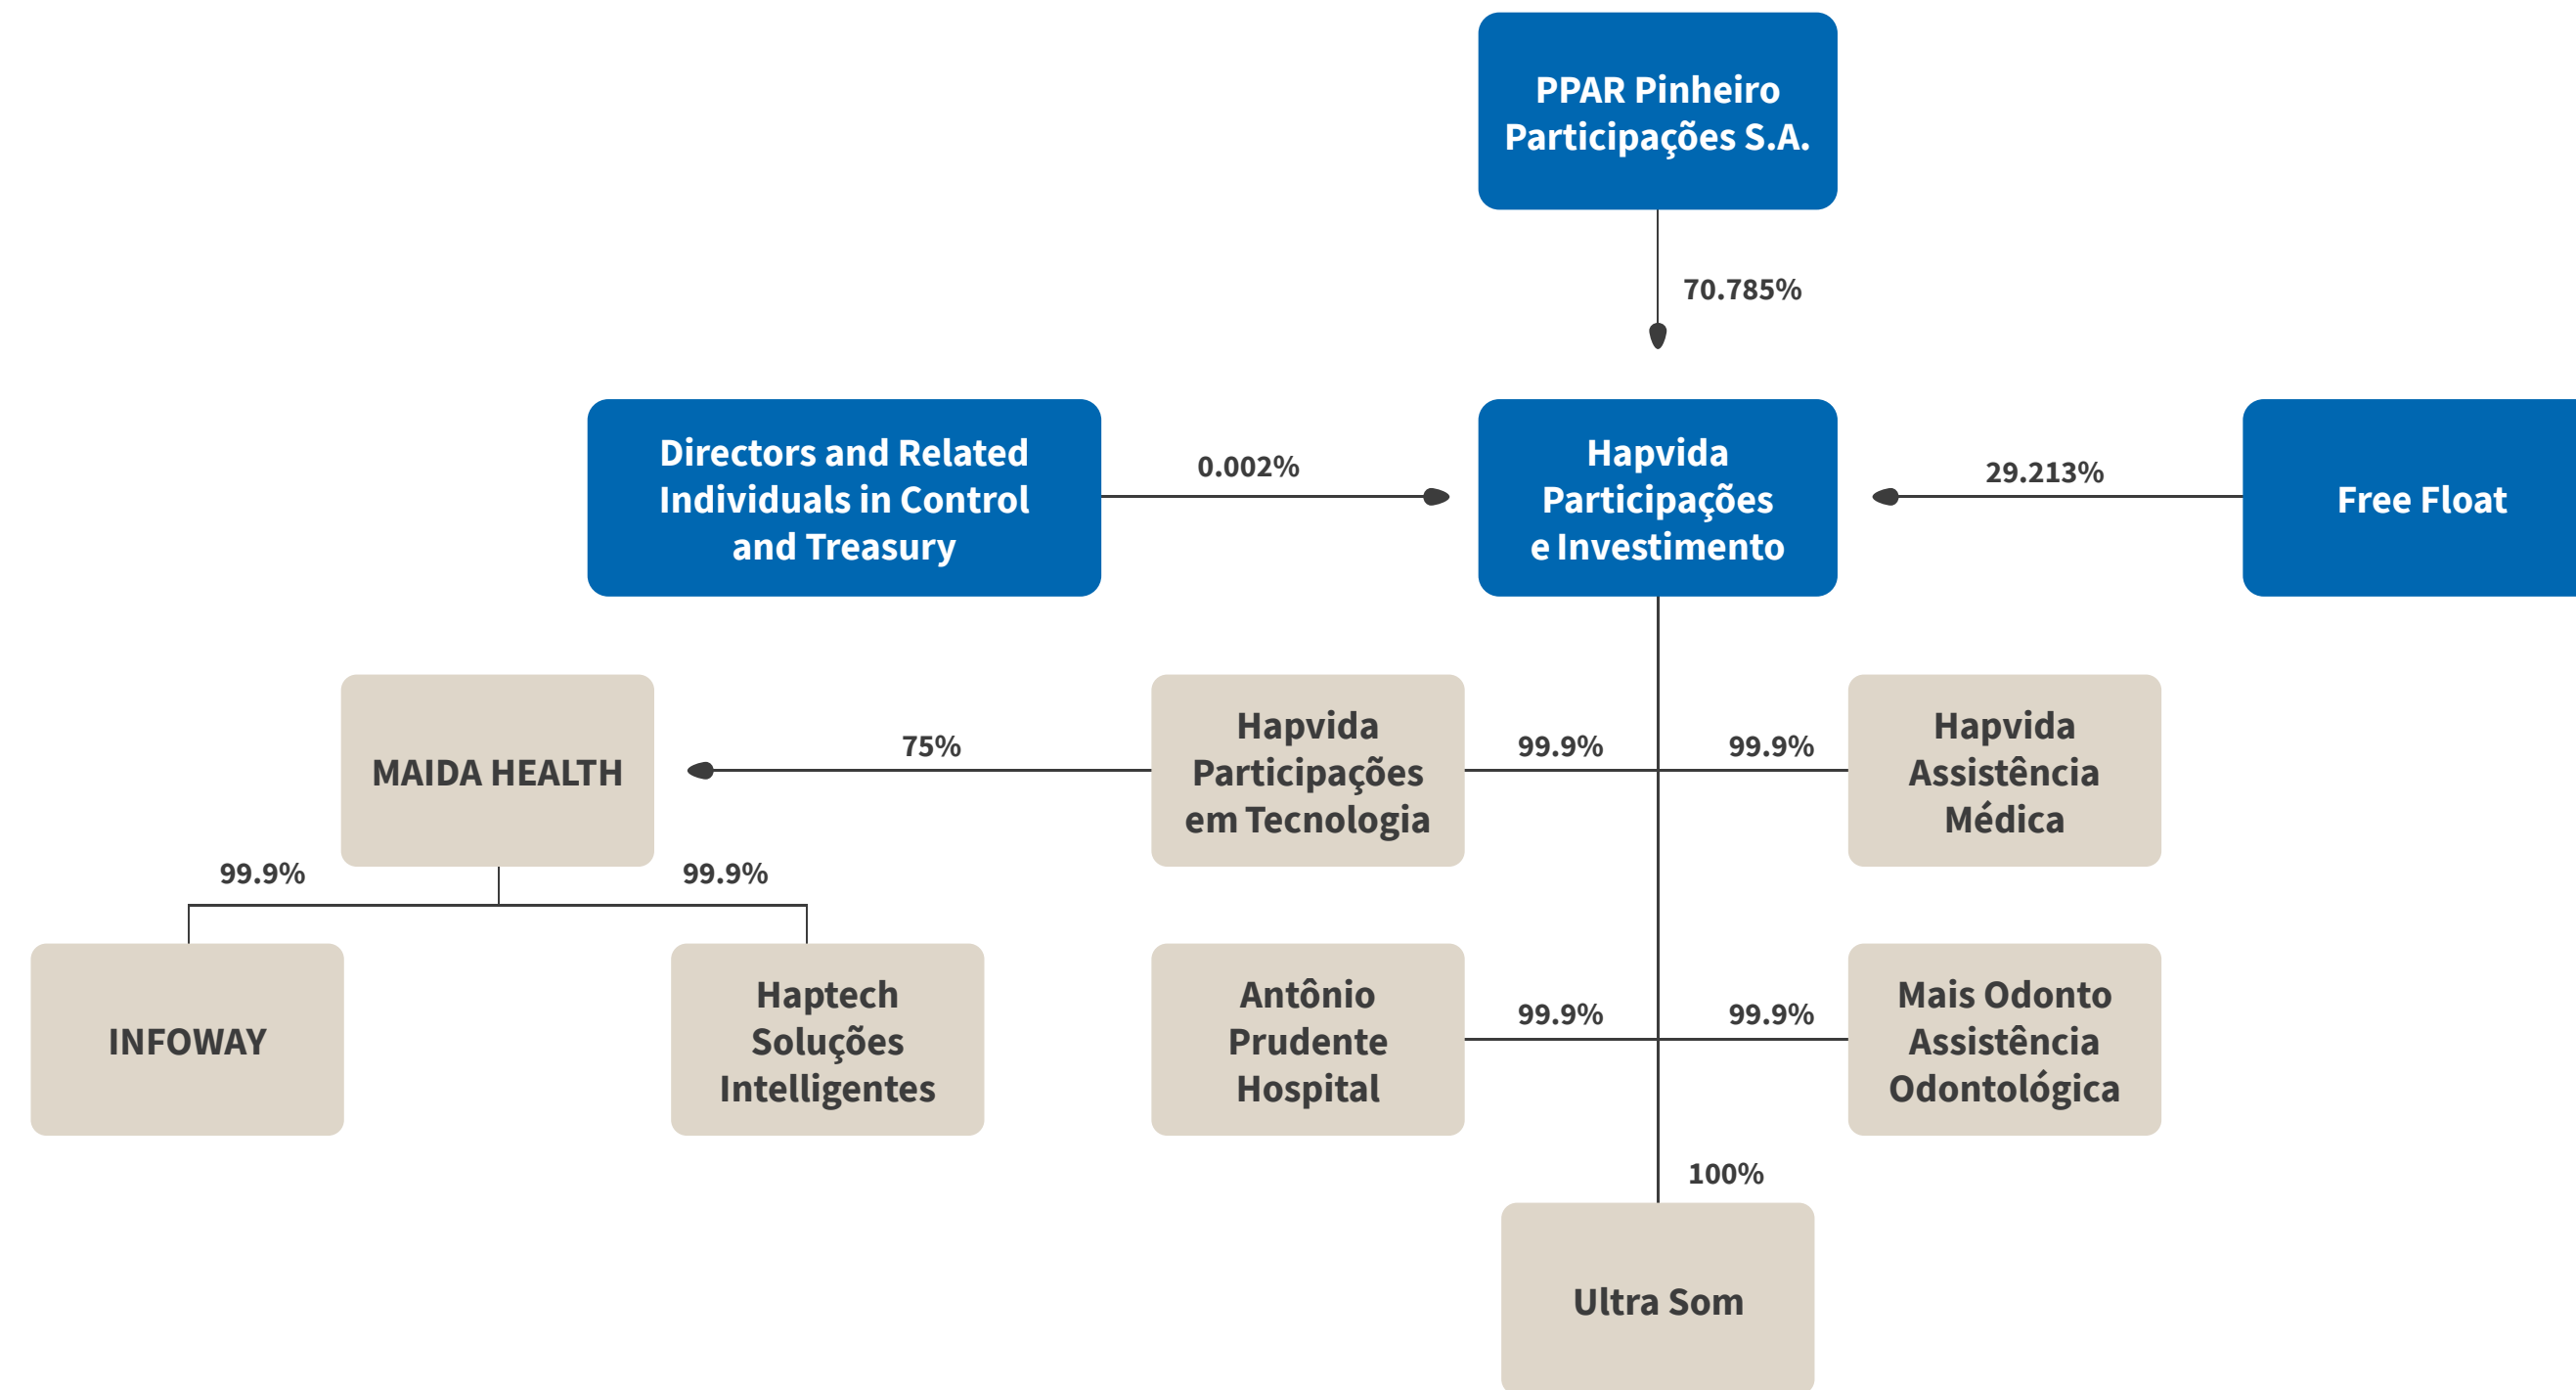 PPAR Pinheiro
Participações S.A.
70.785%
Directors and Related
Individuals in Control
and Treasury
0.002%
Hapvida
Participações
e Investimento
29.213%
Free Float
MAIDA HEALTH
75%
Hapvida
Participações
em Tecnologia
99.9%
99.9%
Hapvida
Assistência
Médica
99.9%
99.9%
INFOWAY
Haptech
Soluções
Intelligentes
Antônio
Prudente
Hospital
99.9%
99.9%
Mais Odonto
Assistência
Odontológica
100%
Ultra Som